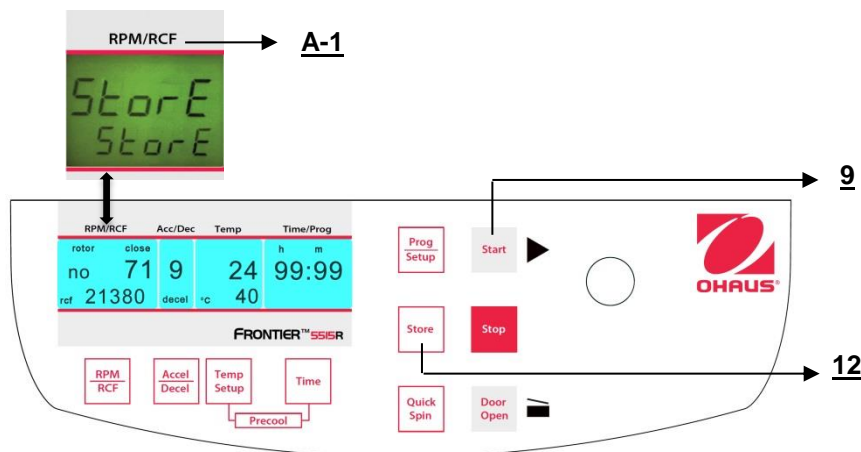 RPM/RCF
A-1
StorE
StorE
9
RPM/RCF Acc/Dec Temp Time/Prog
rotor close h m
no 71 9 24 99:99
rcf 21380 decel °C 40
FRONTIER™ 5515R
Prog
Setup
Start
OHAUS®
Store
Stop
12
RPM
RCF
Accel
Decel
Temp
Setup
Time
Precool
Quick
Spin
Door
Open